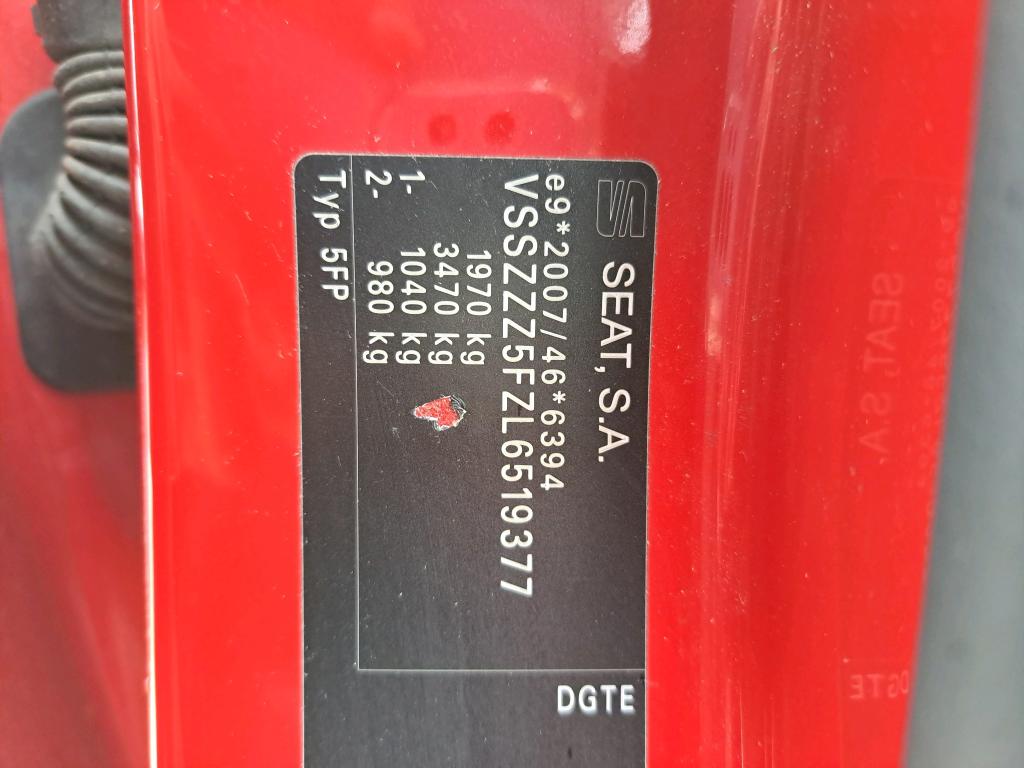 SEAT, S.A.
e9*2007/46*6394
VSSZZZ5FZL6519377
1970 kg
3470 kg
1- 1040 kg
2- 980 kg
Typ 5FP
DGTE